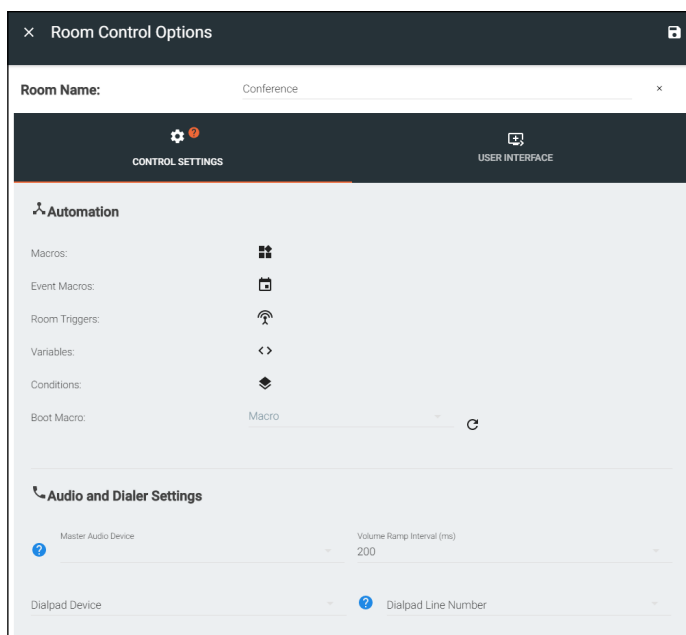 × Room Control Options
Room Name: Conference ×
? 
CONTROL SETTINGS USER INTERFACE
Automation
Macros:
Event Macros:
Room Triggers:
Variables:
Conditions:
Boot Macro: Macro
Audio and Dialer Settings
Master Audio Device Volume Ramp Interval (ms)
? 200
Dialpad Device ? Dialpad Line Number